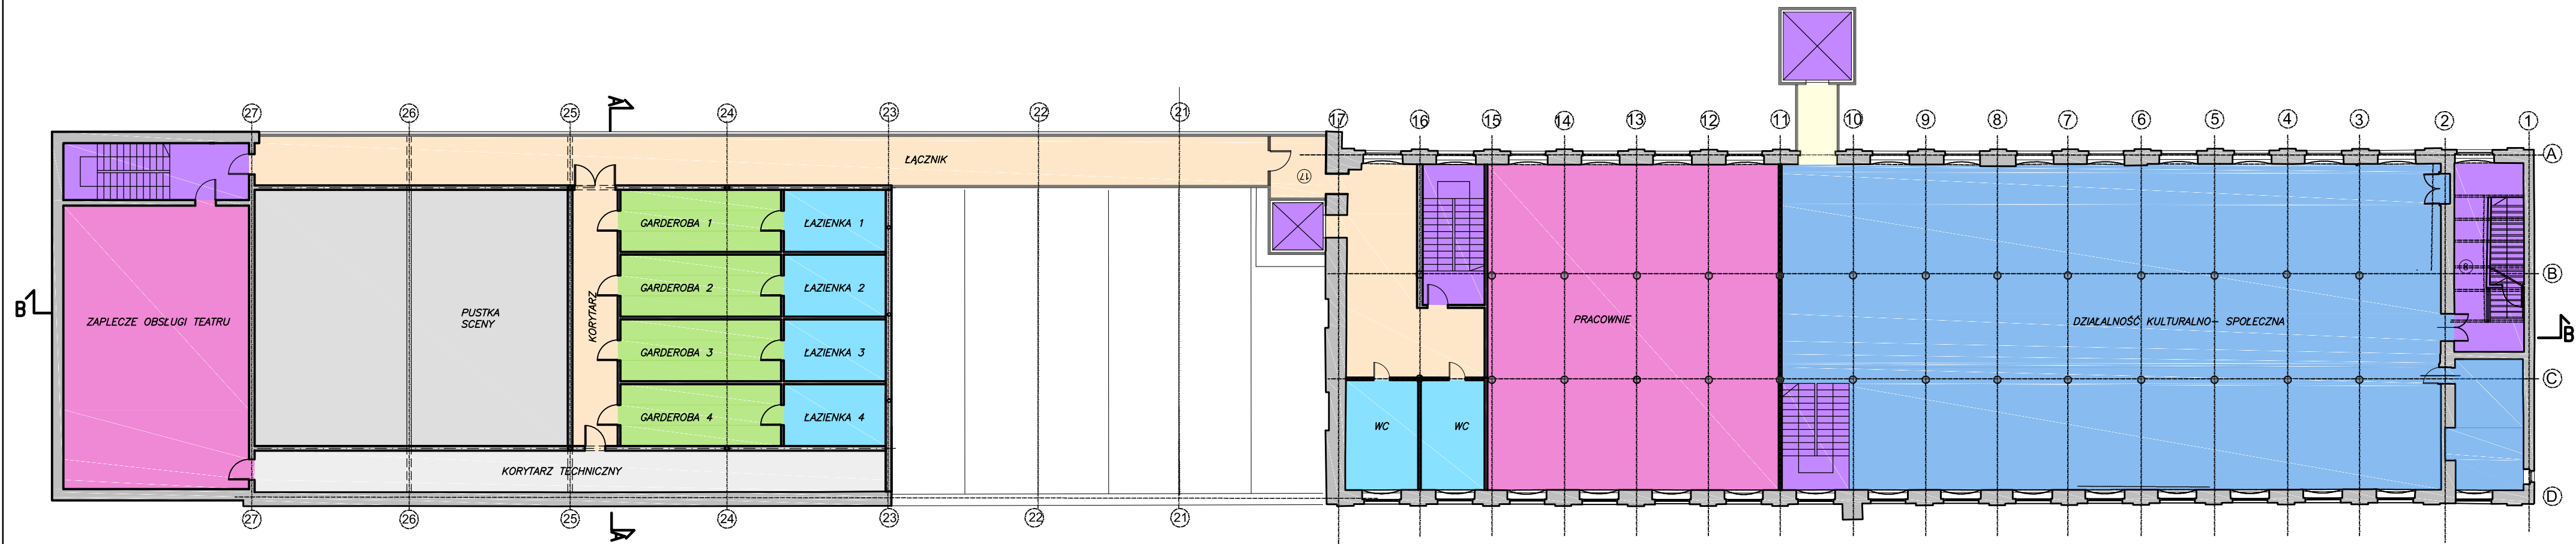 27
26
25
A
24
23
22
21
17
16
15
14
13
12
11
10
9
8
7
6
5
4
3
2
1
A
ŁĄCZNIK
17
GARDEROBA 1
ŁAZIENKA 1
B
8
GARDEROBA 2
ŁAZIENKA 2
B
B
ZAPLECZE OBSŁUGI TEATRU
PUSTKA
SCENY
KORYTARZ
PRACOWNIE
DZIAŁALNOŚĆ KULTURALNO- SPOŁECZNA
GARDEROBA 3
ŁAZIENKA 3
C
GARDEROBA 4
ŁAZIENKA 4
WC
WC
KORYTARZ TECHNICZNY
D
27
26
25
A
24
23
22
21